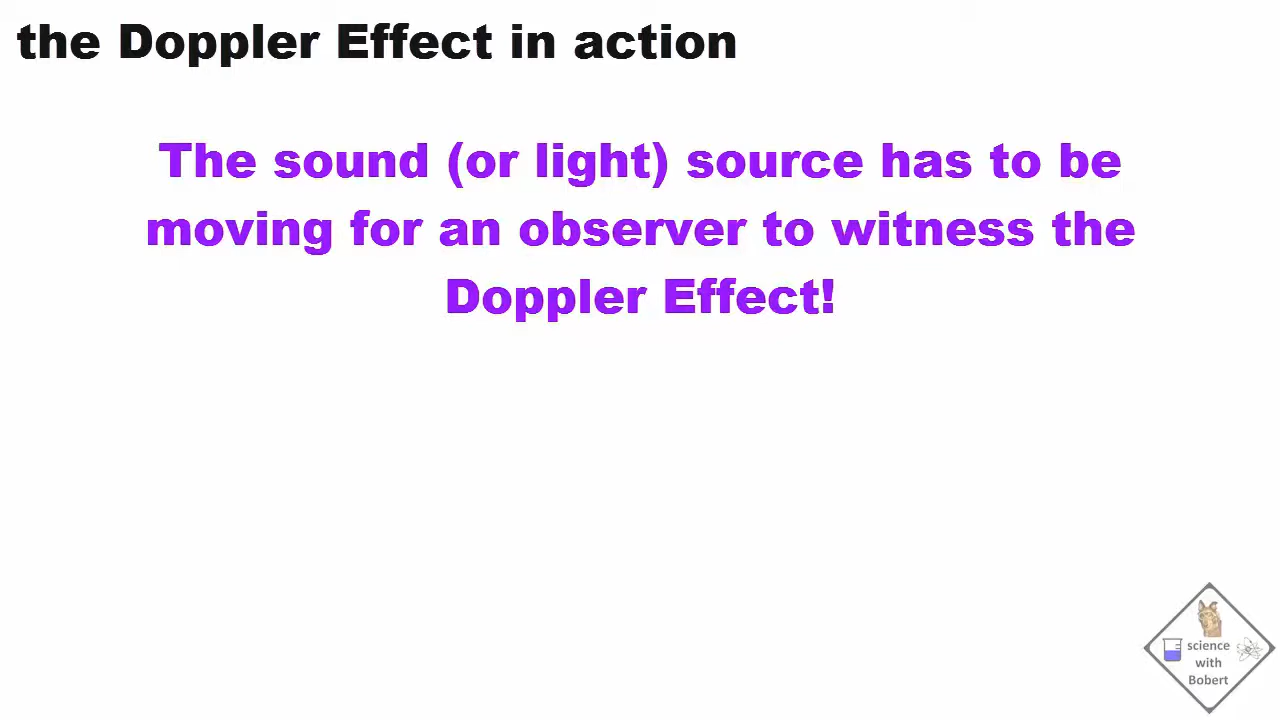 the Doppler Effect in action
The sound (or light) source has to be
moving for an observer to witness the
Doppler Effect!
science
with
Bobert